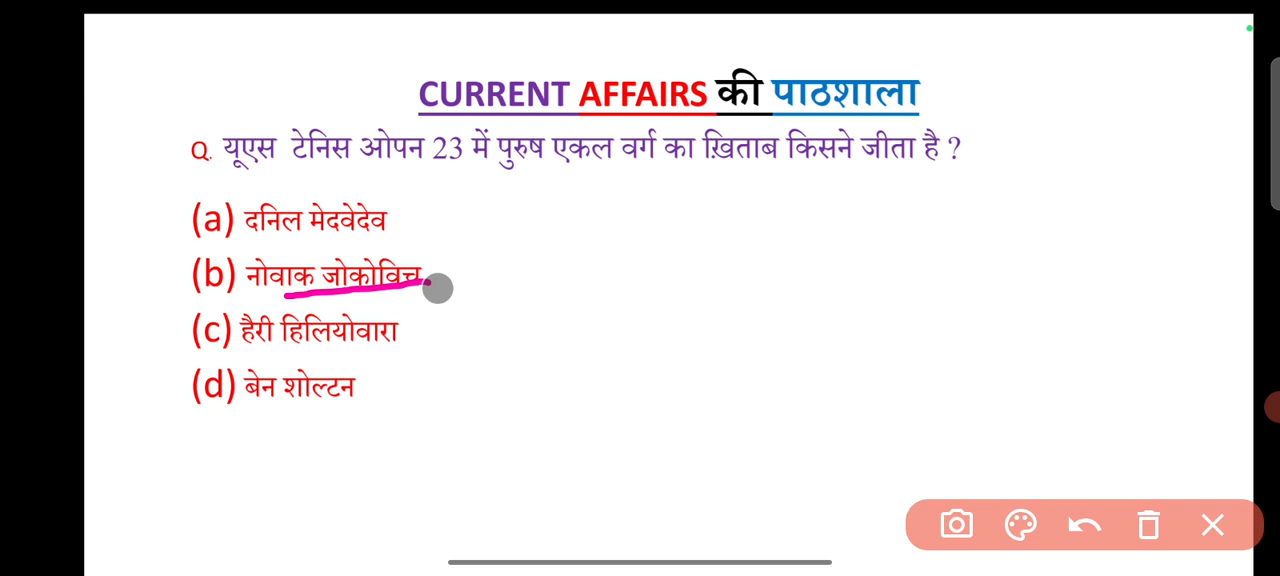 CURRENT AFFAIRS की पाठशाला
Q. यूएस टेनिस ओपन 23 में पुरुष एकल वर्ग का ख़िताब किसने जीता है ?
(a) दनिल मेदवेदेव
(b) नोवाक जोकोविच
(c) हैरी हिलियोवारा
(d) बेन शोल्टन